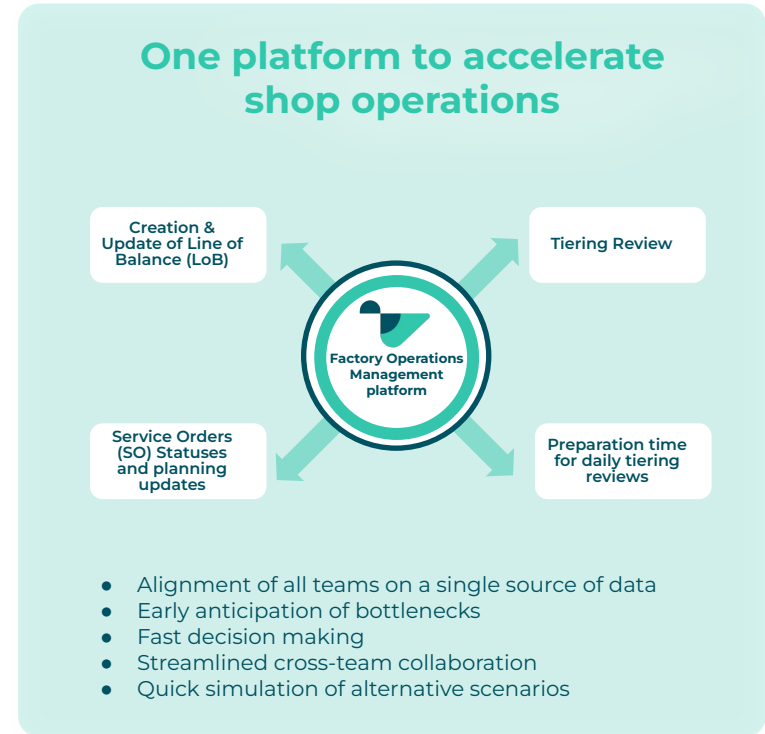 One platform to accelerate
shop operations
Creation &
Update of Line of
Balance (LoB)
Tiering Review
Factory Operations
Management
platform
Service Orders
(SO) Statuses
and planning
updates
Preparation time
for daily tiering
reviews
● Alignment of all teams on a single source of data
● Early anticipation of bottlenecks
● Fast decision making
● Streamlined cross-team collaboration
● Quick simulation of alternative scenarios